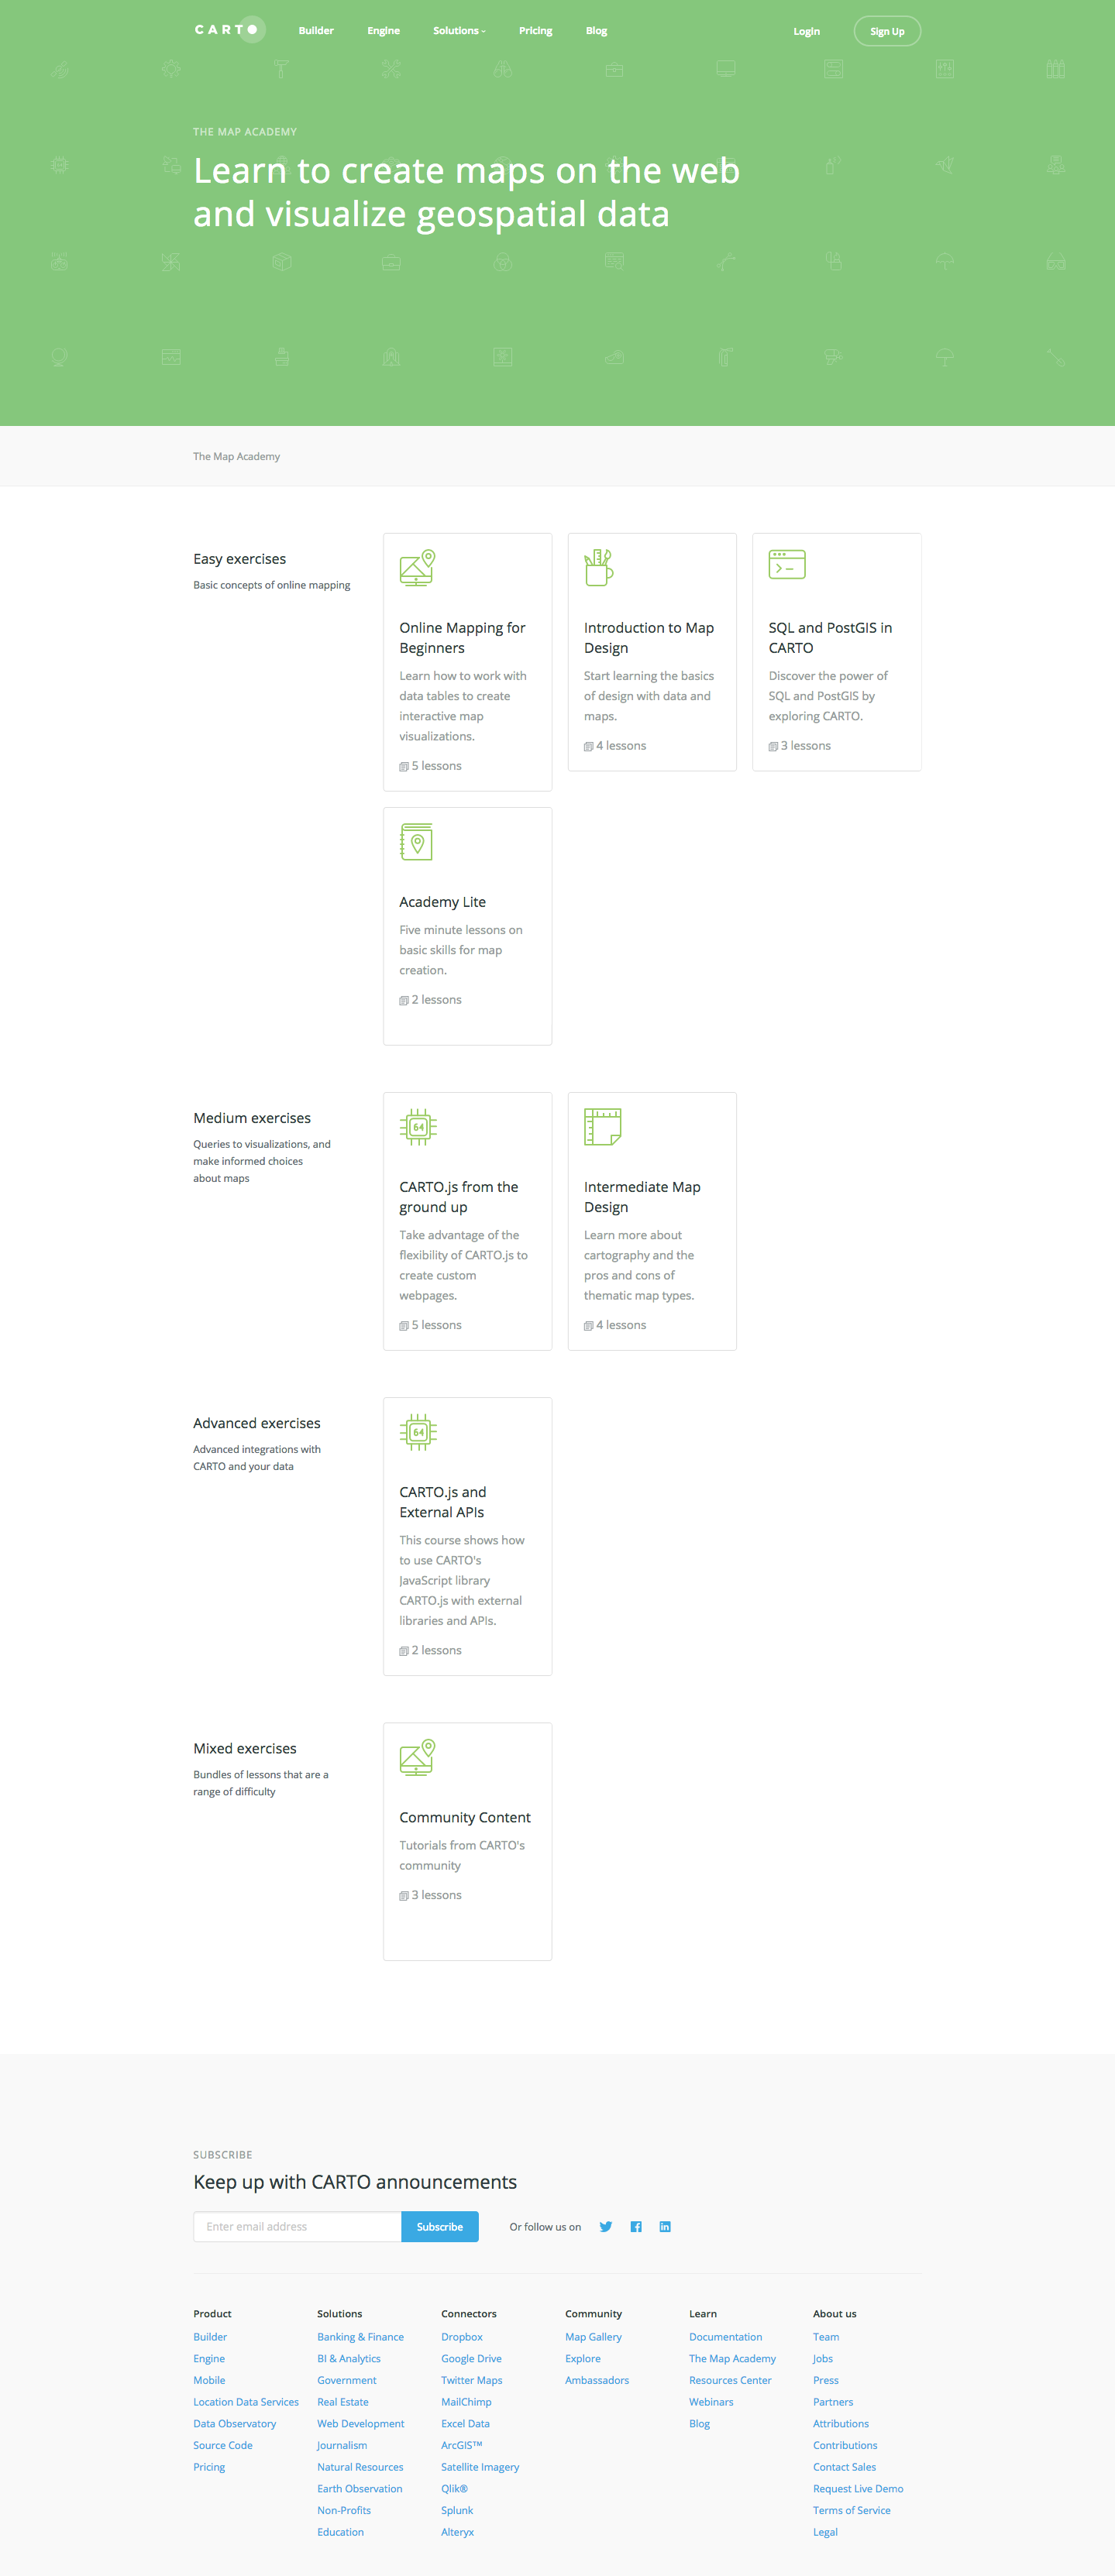 CARTO
Builder
Engine
Solutions
Pricing
Blog
Login
Sign Up
THE MAP ACADEMY
Learn to create maps on the web
and visualize geospatial data
The Map Academy
Easy exercises
Basic concepts of online mapping
Online Mapping for
Beginners
Learn how to work with
data tables to create
interactive map
visualizations.
5 lessons
Introduction to Map
Design
Start learning the basics
of design with data and
maps.
4 lessons
SQL and PostGIS in
CARTO
Discover the power of
SQL and PostGIS by
exploring CARTO.
3 lessons
Academy Lite
Five minute lessons on
basic skills for map
creation.
2 lessons
Medium exercises
Queries to visualizations, and
make informed choices
about maps
64
CARTO.js from the
ground up
Take advantage of the
flexibility of CARTO.js to
create custom
webpages.
5 lessons
Intermediate Map
Design
Learn more about
cartography and the
pros and cons of
thematic map types.
4 lessons
Advanced exercises
Advanced integrations with
CARTO and your data
64
CARTO.js and
External APIs
This course shows how
to use CARTO's
JavaScript library
CARTO.js with external
libraries and APIs.
2 lessons
Mixed exercises
Bundles of lessons that are a
range of difficulty
Community Content
Tutorials from CARTO's
community
3 lessons
SUBSCRIBE
Keep up with CARTO announcements
Enter email address
Subscribe
Or follow us on
Product
Builder
Engine
Mobile
Location Data Services
Data Observatory
Source Code
Pricing
Solutions
Banking & Finance
BI & Analytics
Government
Real Estate
Web Development
Journalism
Natural Resources
Earth Observation
Non-Profits
Education
Connectors
Dropbox
Google Drive
Twitter Maps
MailChimp
Excel Data
ArcGIS™
Satellite Imagery
Qlik®
Splunk
Alteryx
Community
Map Gallery
Explore
Ambassadors
Learn
Documentation
The Map Academy
Resources Center
Webinars
Blog
About us
Team
Jobs
Press
Partners
Attributions
Contributions
Contact Sales
Request Live Demo
Terms of Service
Legal